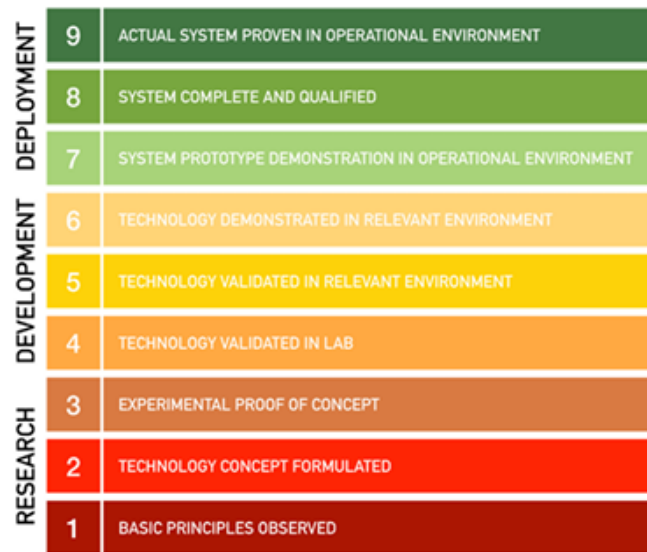 DEPLOYMENT
9 ACTUAL SYSTEM PROVEN IN OPERATIONAL ENVIRONMENT
8 SYSTEM COMPLETE AND QUALIFIED
7 SYSTEM PROTOTYPE DEMONSTRATION IN OPERATIONAL ENVIRONMENT
DEVELOPMENT
6 TECHNOLOGY DEMONSTRATED IN RELEVANT ENVIRONMENT
5 TECHNOLOGY VALIDATED IN RELEVANT ENVIRONMENT
4 TECHNOLOGY VALIDATED IN LAB
RESEARCH
3 EXPERIMENTAL PROOF OF CONCEPT
2 TECHNOLOGY CONCEPT FORMULATED
1 BASIC PRINCIPLES OBSERVED